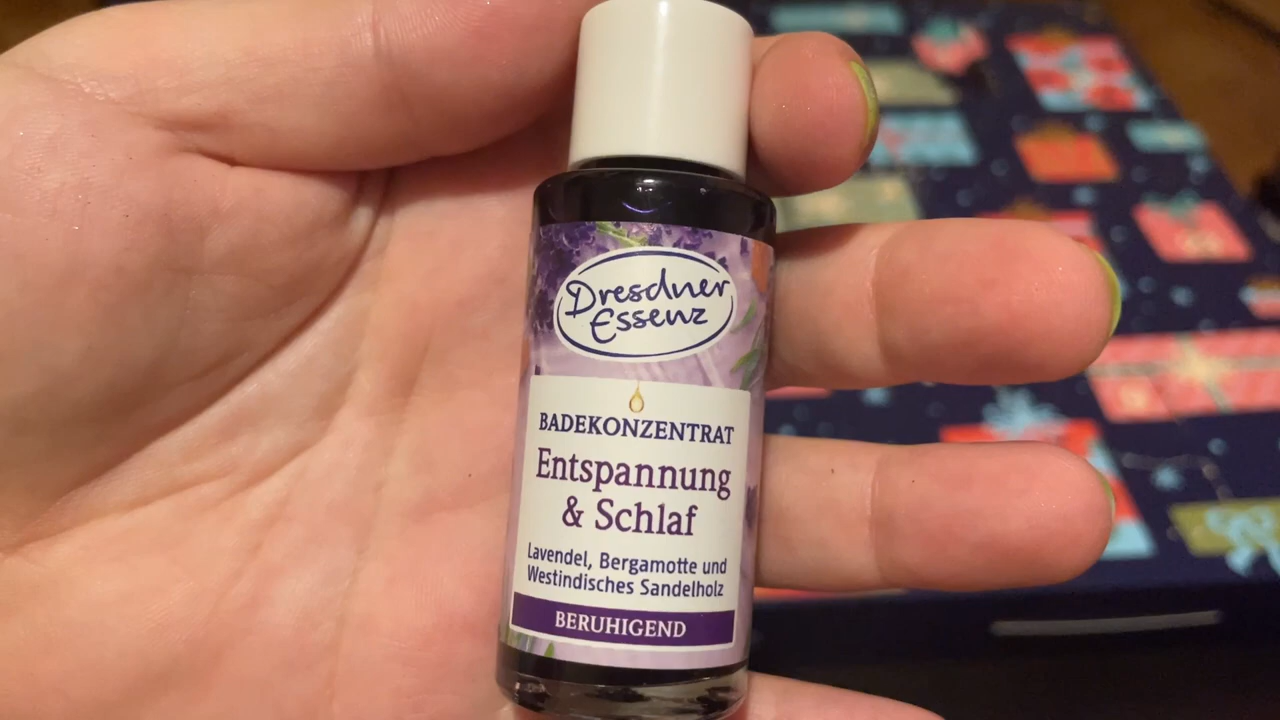 Dresdner
Essenz
BADEKONZENTRAT
Entspannung
& Schlaf
Lavendel, Bergamotte und
Westindisches Sandelholz
BERUHIGEND